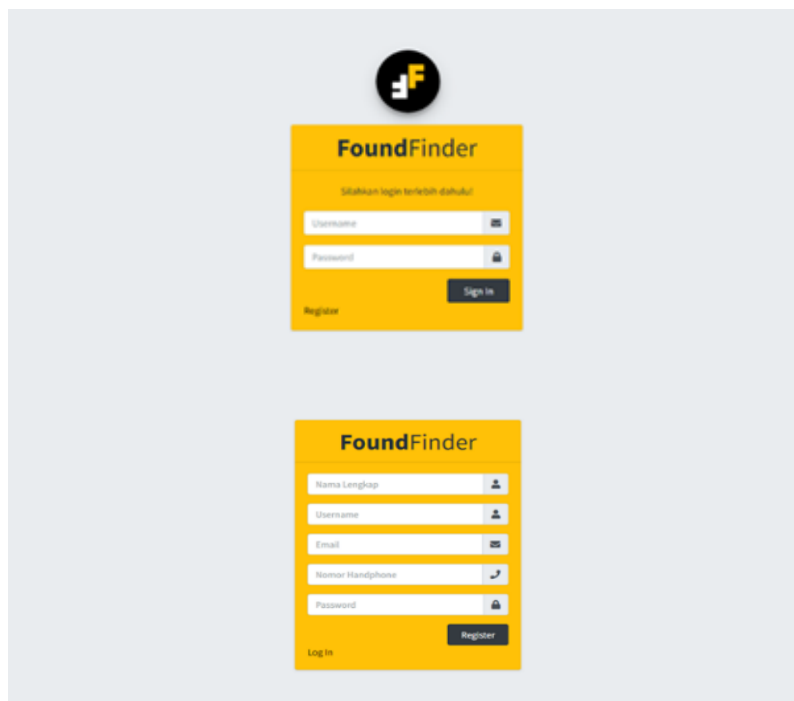 FF
FoundFinder
Silahkan login terlebih dahulu!
Username
Password
Sign In
Register
FoundFinder
Nama Lengkap
Username
Email
Nomor Handphone
Password
Register
Log In